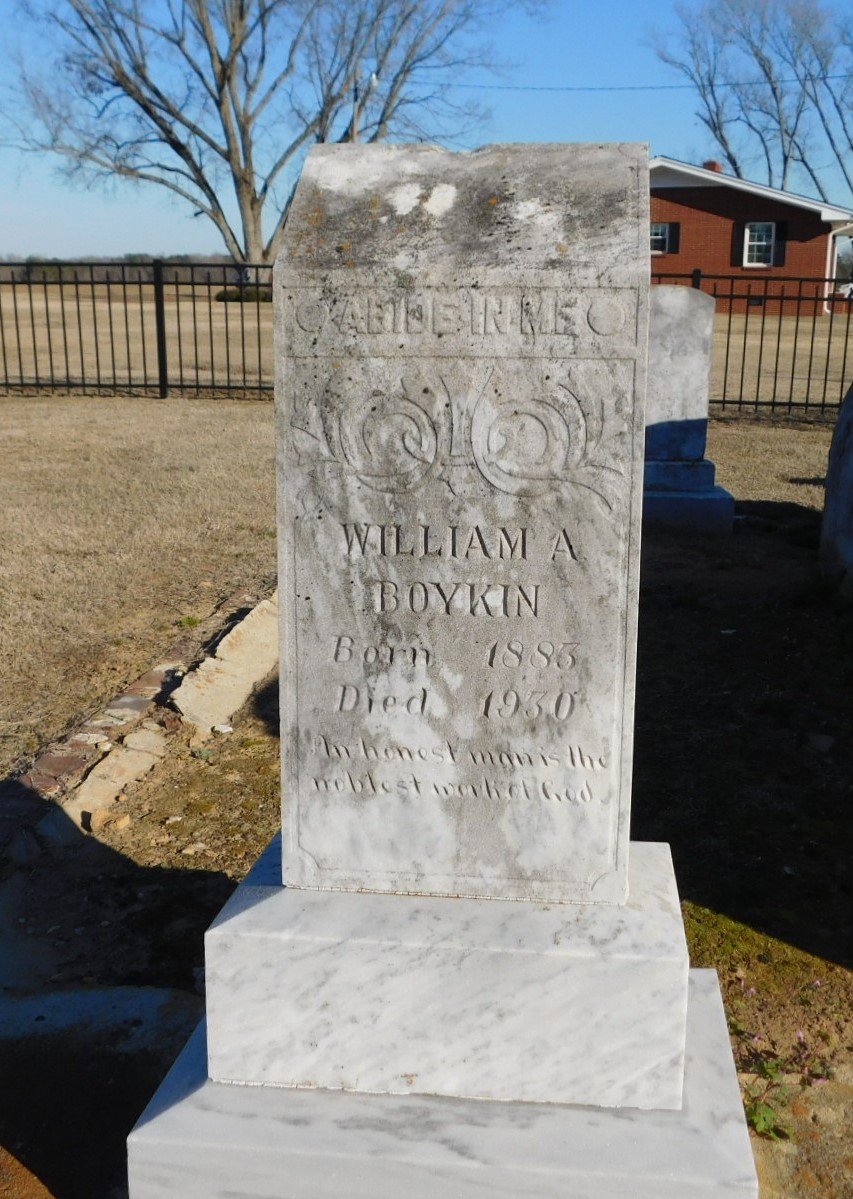 ABIDE IN ME
WILLIAM A
BOYKIN
Born 1883
Died 1930
An honest man is the
noblest work of God.